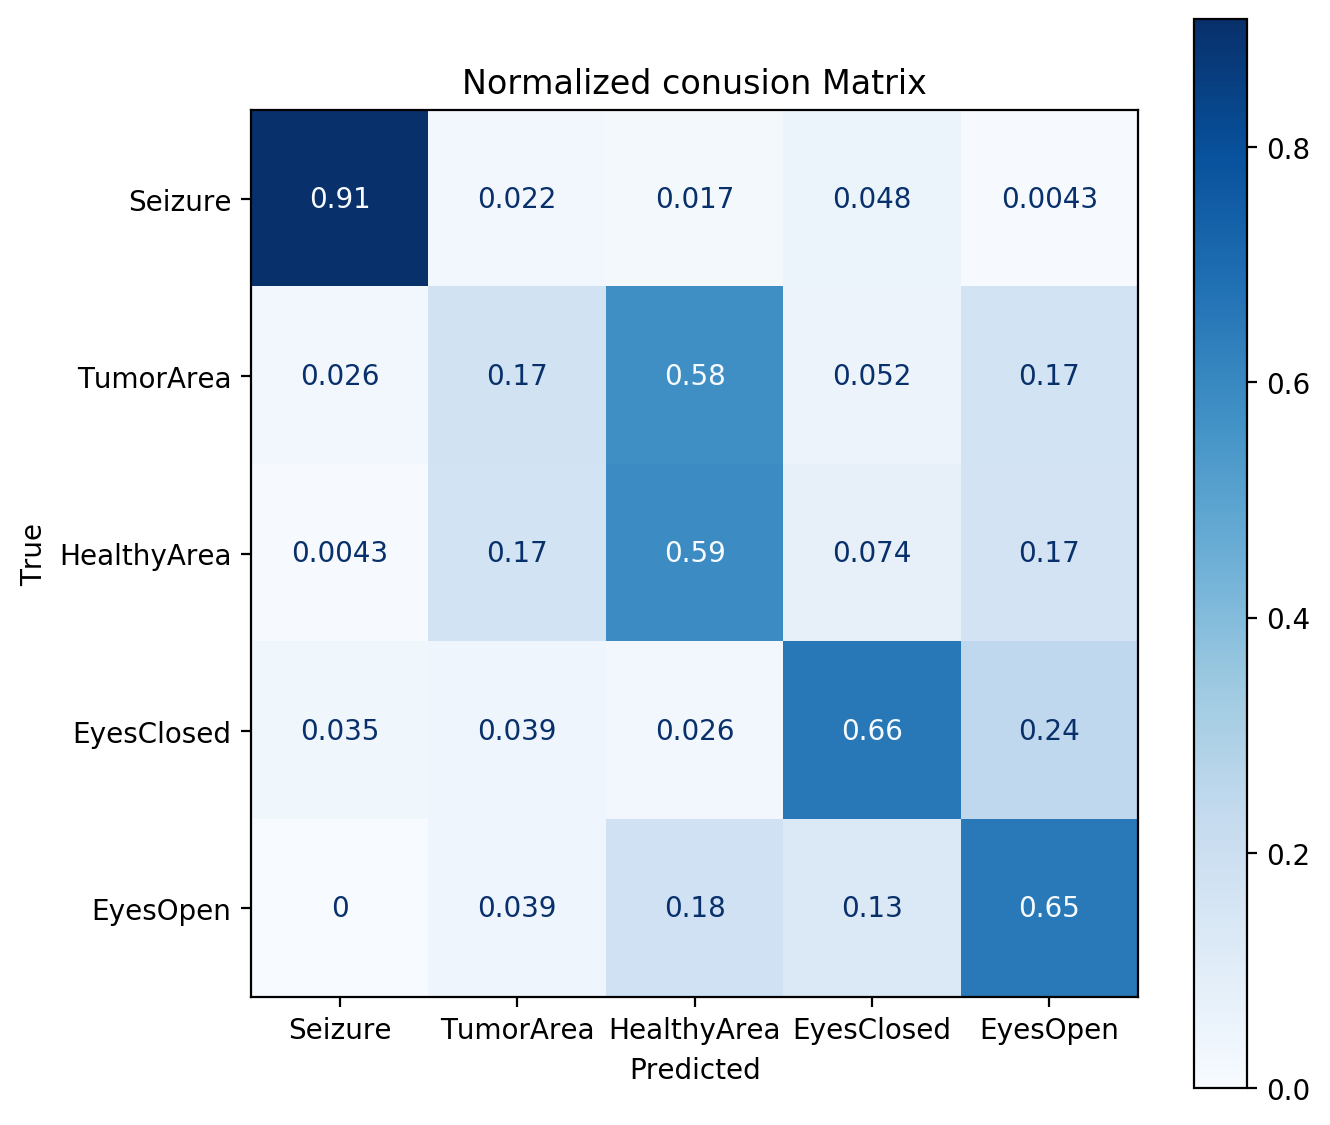 Normalized conusion Matrix
Seizure 0.91 0.022 0.017 0.048 0.0043
TumorArea 0.026 0.17 0.58 0.052 0.17
HealthyArea 0.0043 0.17 0.59 0.074 0.17
EyesClosed 0.035 0.039 0.026 0.66 0.24
EyesOpen 0 0.039 0.18 0.13 0.65
Seizure TumorArea HealthyArea EyesClosed EyesOpen
Predicted
True
0.8
0.6
0.4
0.2
0.0